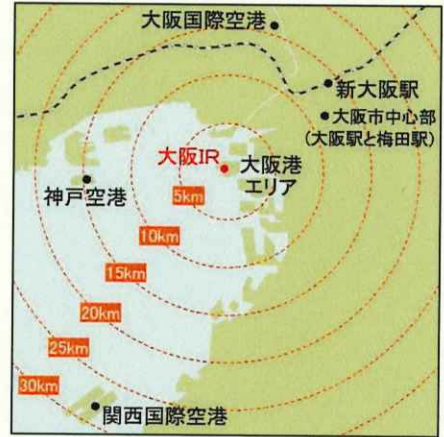 大阪国際空港
新大阪駅
大阪市中心部
(大阪駅と梅田駅)
大阪IR
大阪港
エリア
神戸空港
5km
10km
15km
20km
25km
30km
関西国際空港